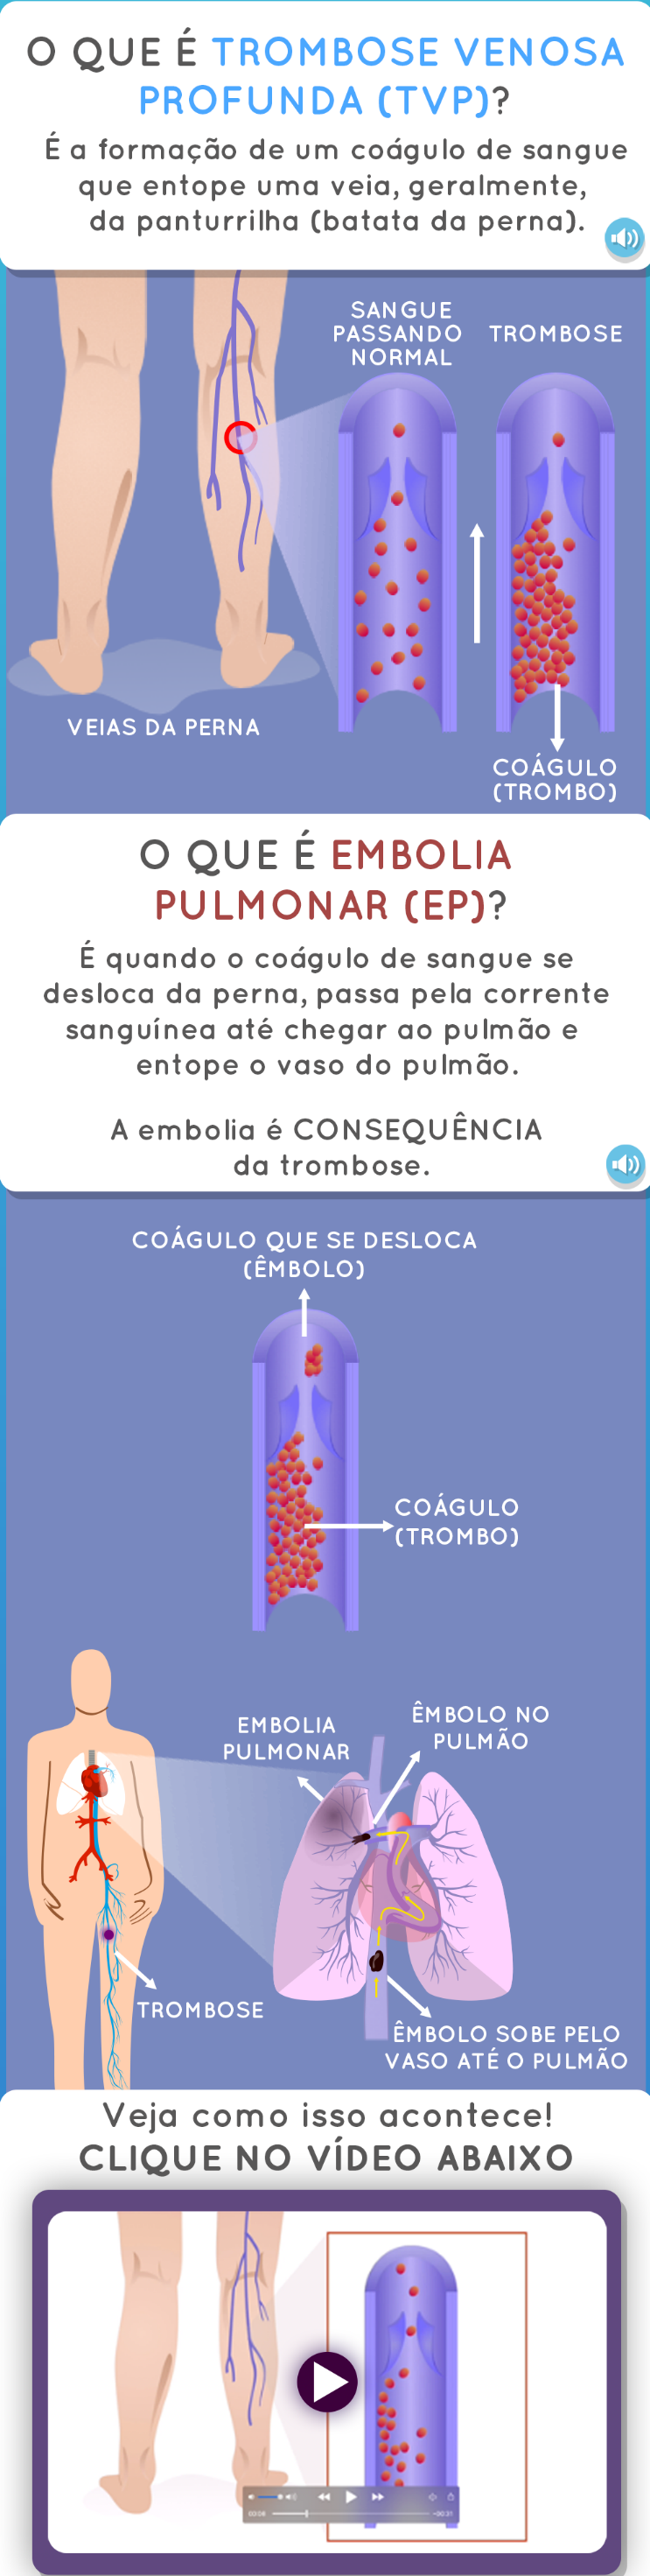 O QUE É TROMBOSE VENOSA
PROFUNDA (TVP)?
É a formação de um coágulo de sangue
que entope uma veia, geralmente,
da panturrilha (batata da perna).
SANGUE
PASSANDO
NORMAL
TROMBOSE
VEIAS DA PERNA
COÁGULO
(TROMBO)
O QUE É EMBOLIA
PULMONAR (EP)?
É quando o coágulo de sangue se
desloca da perna, passa pela corrente
sanguínea até chegar ao pulmão e
entope o vaso do pulmão.
A embolia é CONSEQUÊNCIA
da trombose.
COÁGULO QUE SE DESLOCA
(ÊMBOLO)
COÁGULO
(TROMBO)
EMBOLIA
PULMONAR
ÊMBOLO NO
PULMÃO
TROMBOSE
ÊMBOLO SOBE PELO
VASO ATÉ O PULMÃO
Veja como isso acontece!
CLIQUE NO VÍDEO ABAIXO
00:04
-00:31